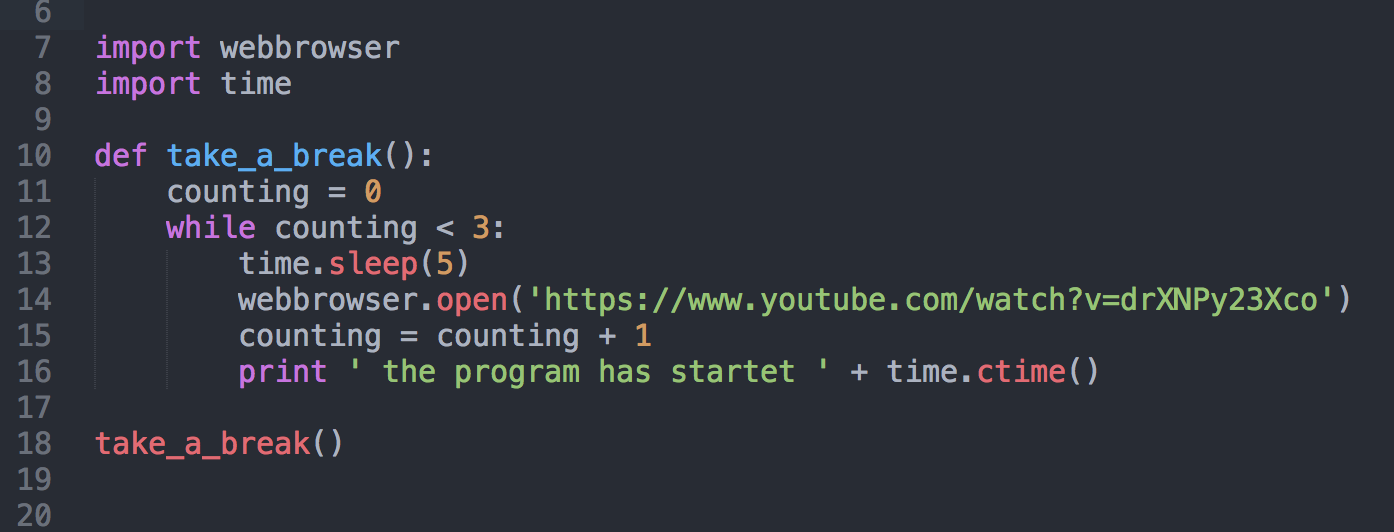 6
7 import webbrowser
8 import time
9
10 def take_a_break():
11     counting = 0
12     while counting < 3:
13         time.sleep(5)
14         webbrowser.open('https://www.youtube.com/watch?v=drXNPy23Xco')
15         counting = counting + 1
16         print ' the program has startet ' + time.ctime()
17
18 take_a_break()
19
20